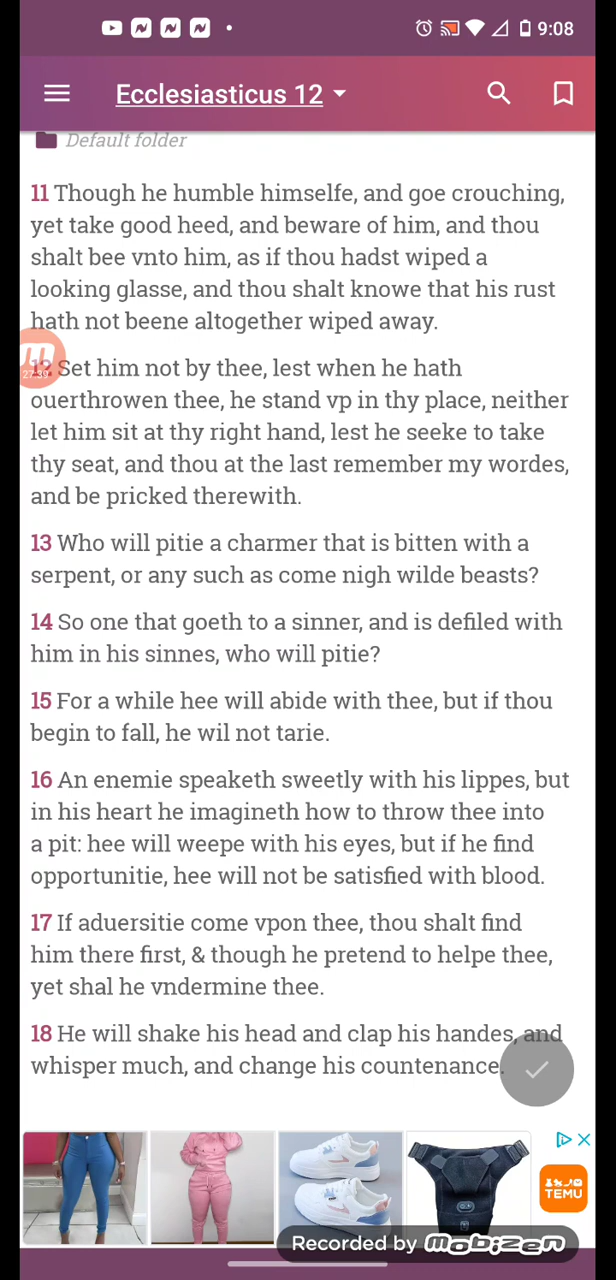 9:08
Ecclesiasticus 12
Default folder
11 Though he humble himselfe, and goe crouching,
yet take good heed, and beware of him, and thou
shalt bee vnto him, as if thou hadst wiped a
looking glasse, and thou shalt knowe that his rust
hath not beene altogether wiped away.
12 Set him not by thee, lest when he hath
27:39
ouerthrowen thee, he stand vp in thy place, neither
let him sit at thy right hand, lest he seeke to take
thy seat, and thou at the last remember my wordes,
and be pricked therewith.
13 Who will pitie a charmer that is bitten with a
serpent, or any such as come nigh wilde beasts?
14 So one that goeth to a sinner, and is defiled with
him in his sinnes, who will pitie?
15 For a while hee will abide with thee, but if thou
begin to fall, he wil not tarie.
16 An enemie speaketh sweetly with his lippes, but
in his heart he imagineth how to throw thee into
a pit: hee will weepe with his eyes, but if he find
opportunitie, hee will not be satisfied with blood.
17 If aduersitie come vpon thee, thou shalt find
him there first, & though he pretend to helpe thee,
yet shal he vndermine thee.
18 He will shake his head and clap his handes, and
whisper much, and change his countenance.
TEMU
Recorded by mobizen